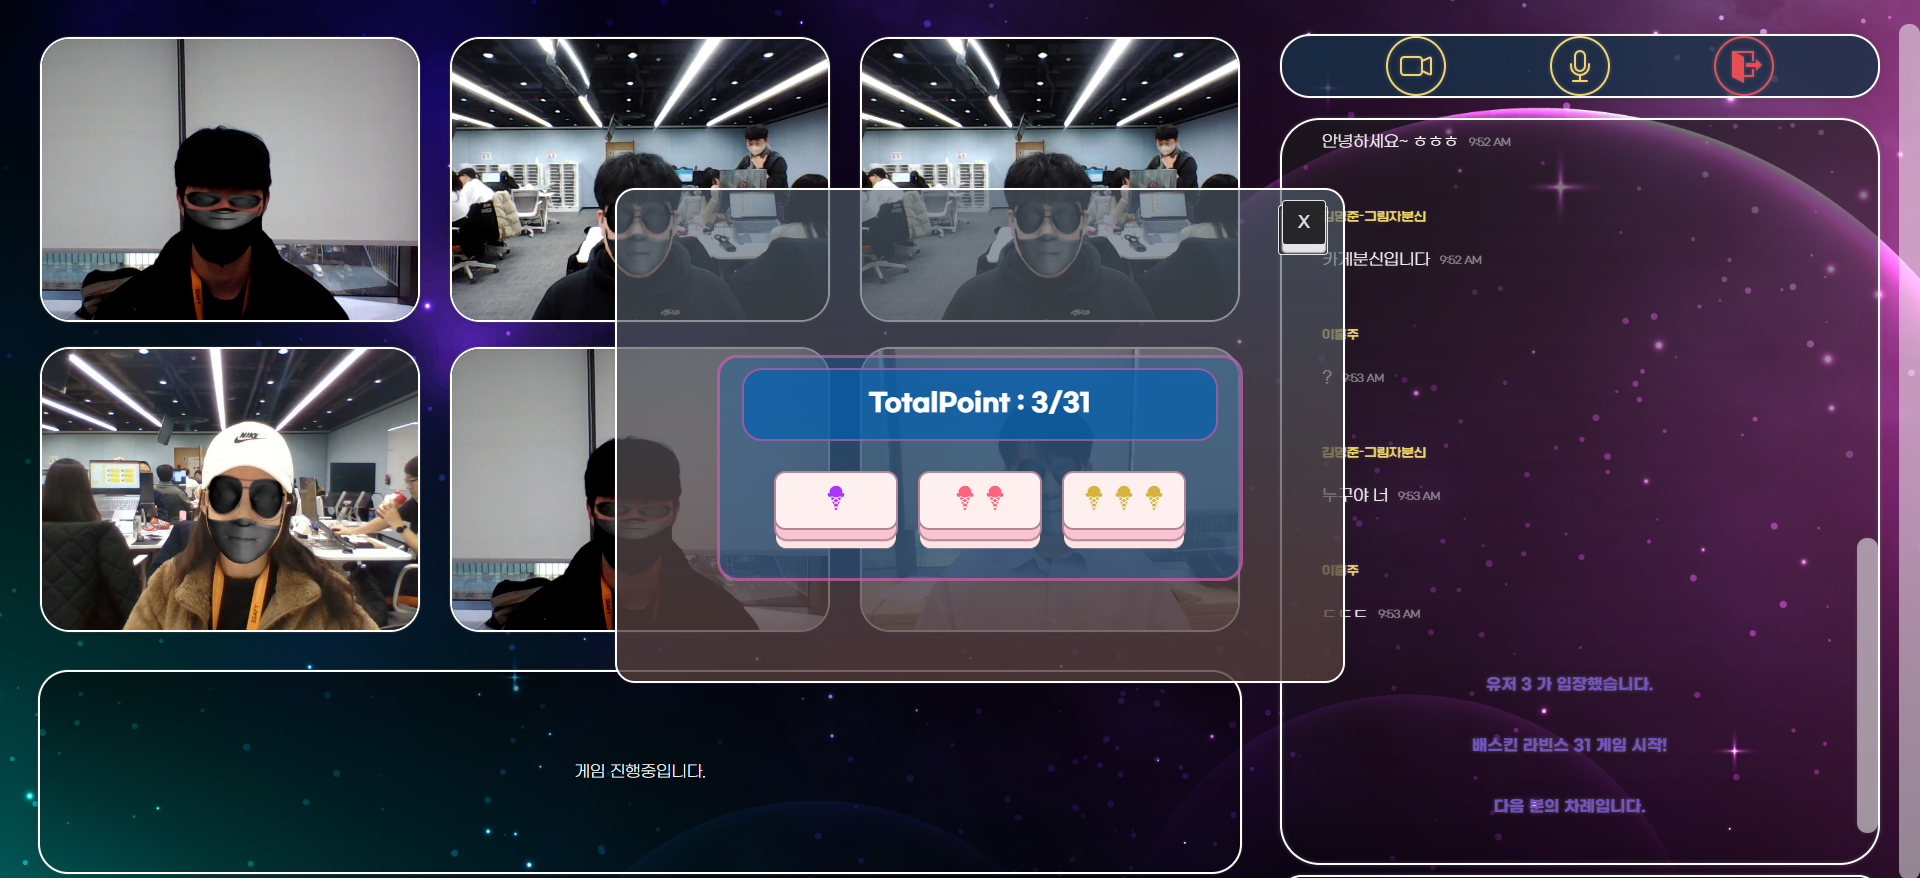 TotalPoint : 3/31
X
안녕하세요~ ㅎㅎㅎ 9:52 AM
준-그림자분신
카게분신입니다 9:52 AM
? 9:53 AM
준-그림자분신
누구야 너 9:53 AM
ㄷㄷㄷ 9:53 AM
유저 3 가 입장했습니다.
배스킨 라빈스 31 게임 시작!
다음 분의 차례입니다.
게임 진행중입니다.